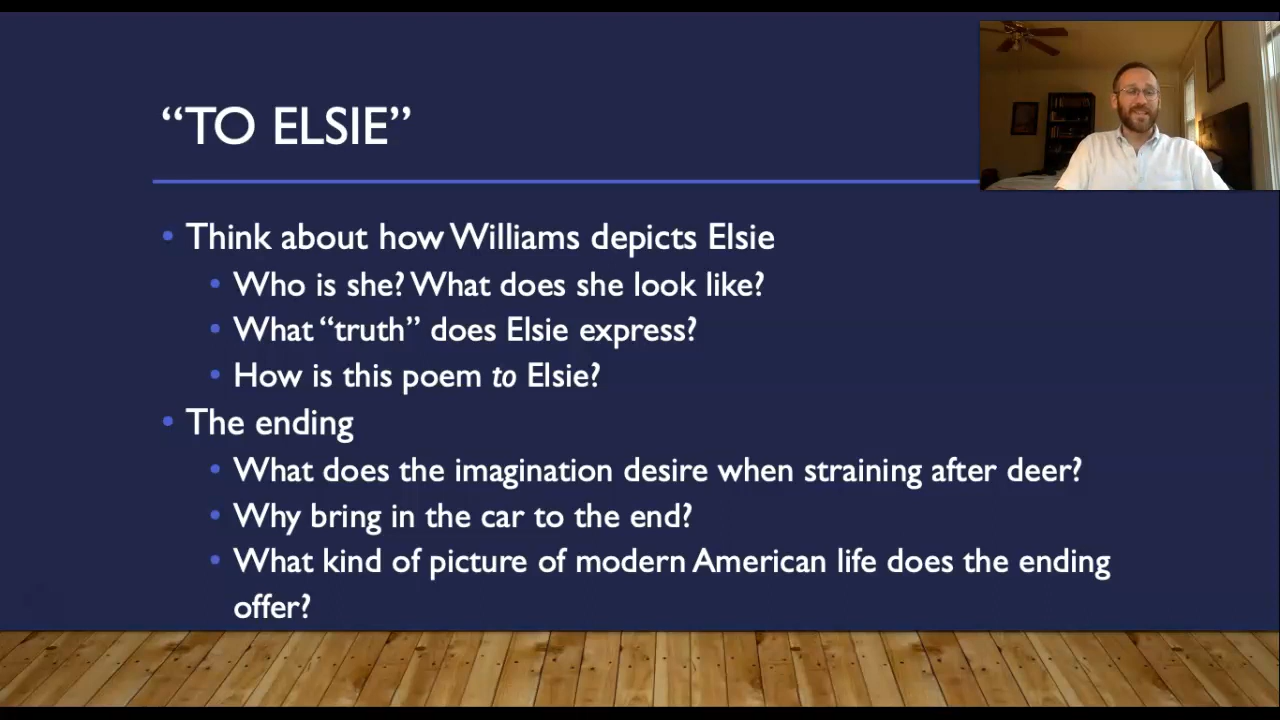 “TO ELSIE”
• Think about how Williams depicts Elsie
• Who is she? What does she look like?
• What “truth” does Elsie express?
• How is this poem to Elsie?
• The ending
• What does the imagination desire when straining after deer?
• Why bring in the car to the end?
• What kind of picture of modern American life does the ending
offer?